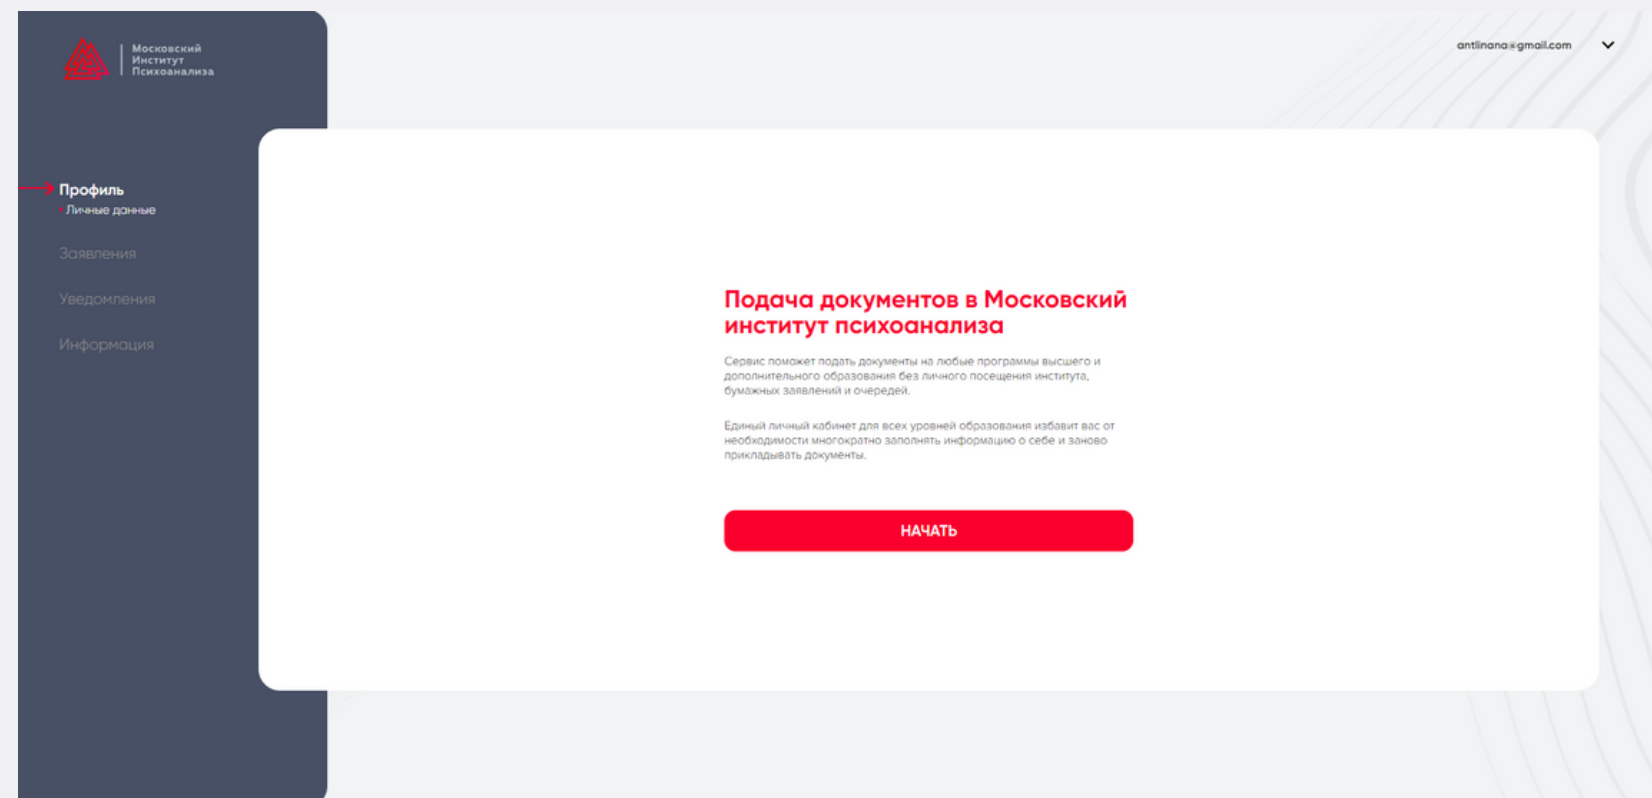 Московский
Институт
Психоанализа
antlinana@gmail.com
Профиль
Личные данные
Заявления
Уведомления
Информация
Подача документов в Московский
институт психоанализа
Сервис поможет подать документы на любые программы высшего и
дополнительного образования без личного посещения института,
бумажных заявлений и очередей.
Единый личный кабинет для всех уровней образования избавит вас от
необходимости многократно заполнять информацию о себе и заново
прикладывать документы.
НАЧАТЬ